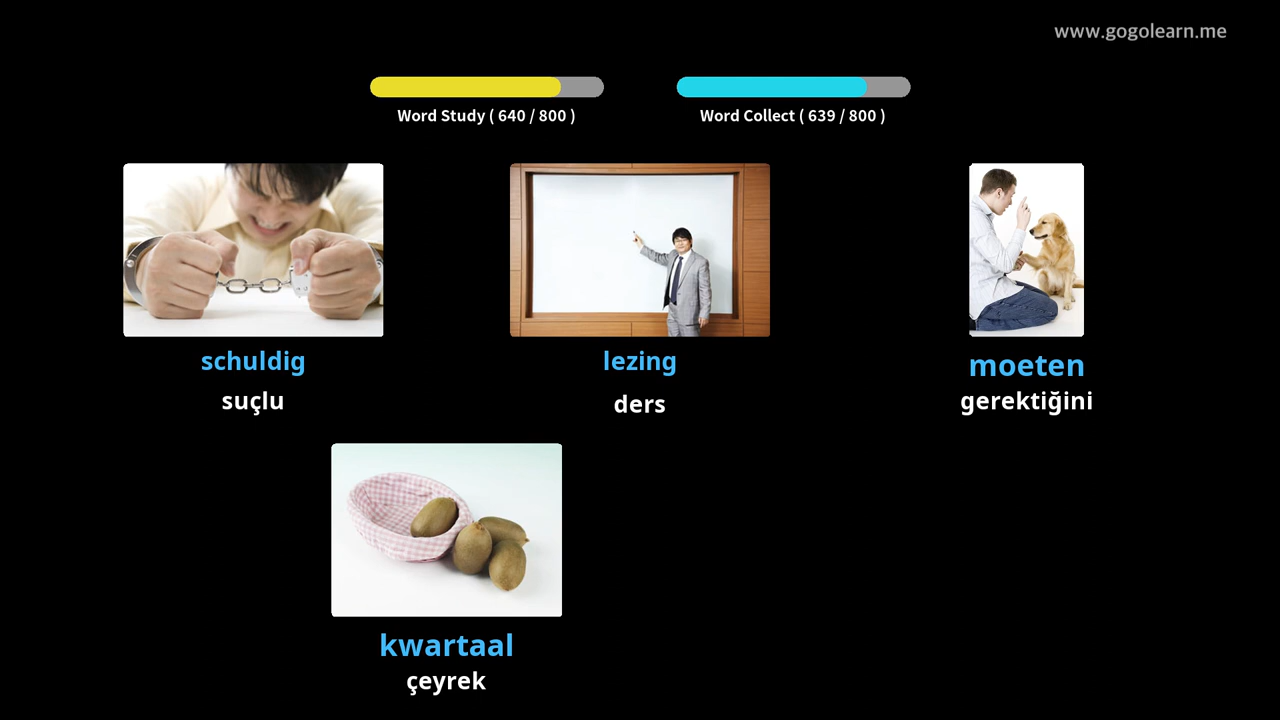 www.gogolearn.me
Word Study ( 640 / 800 )
Word Collect ( 639 / 800 )
schuldig
suçlu
lezing
ders
moeten
gerektiğini
kwartaal
çeyrek